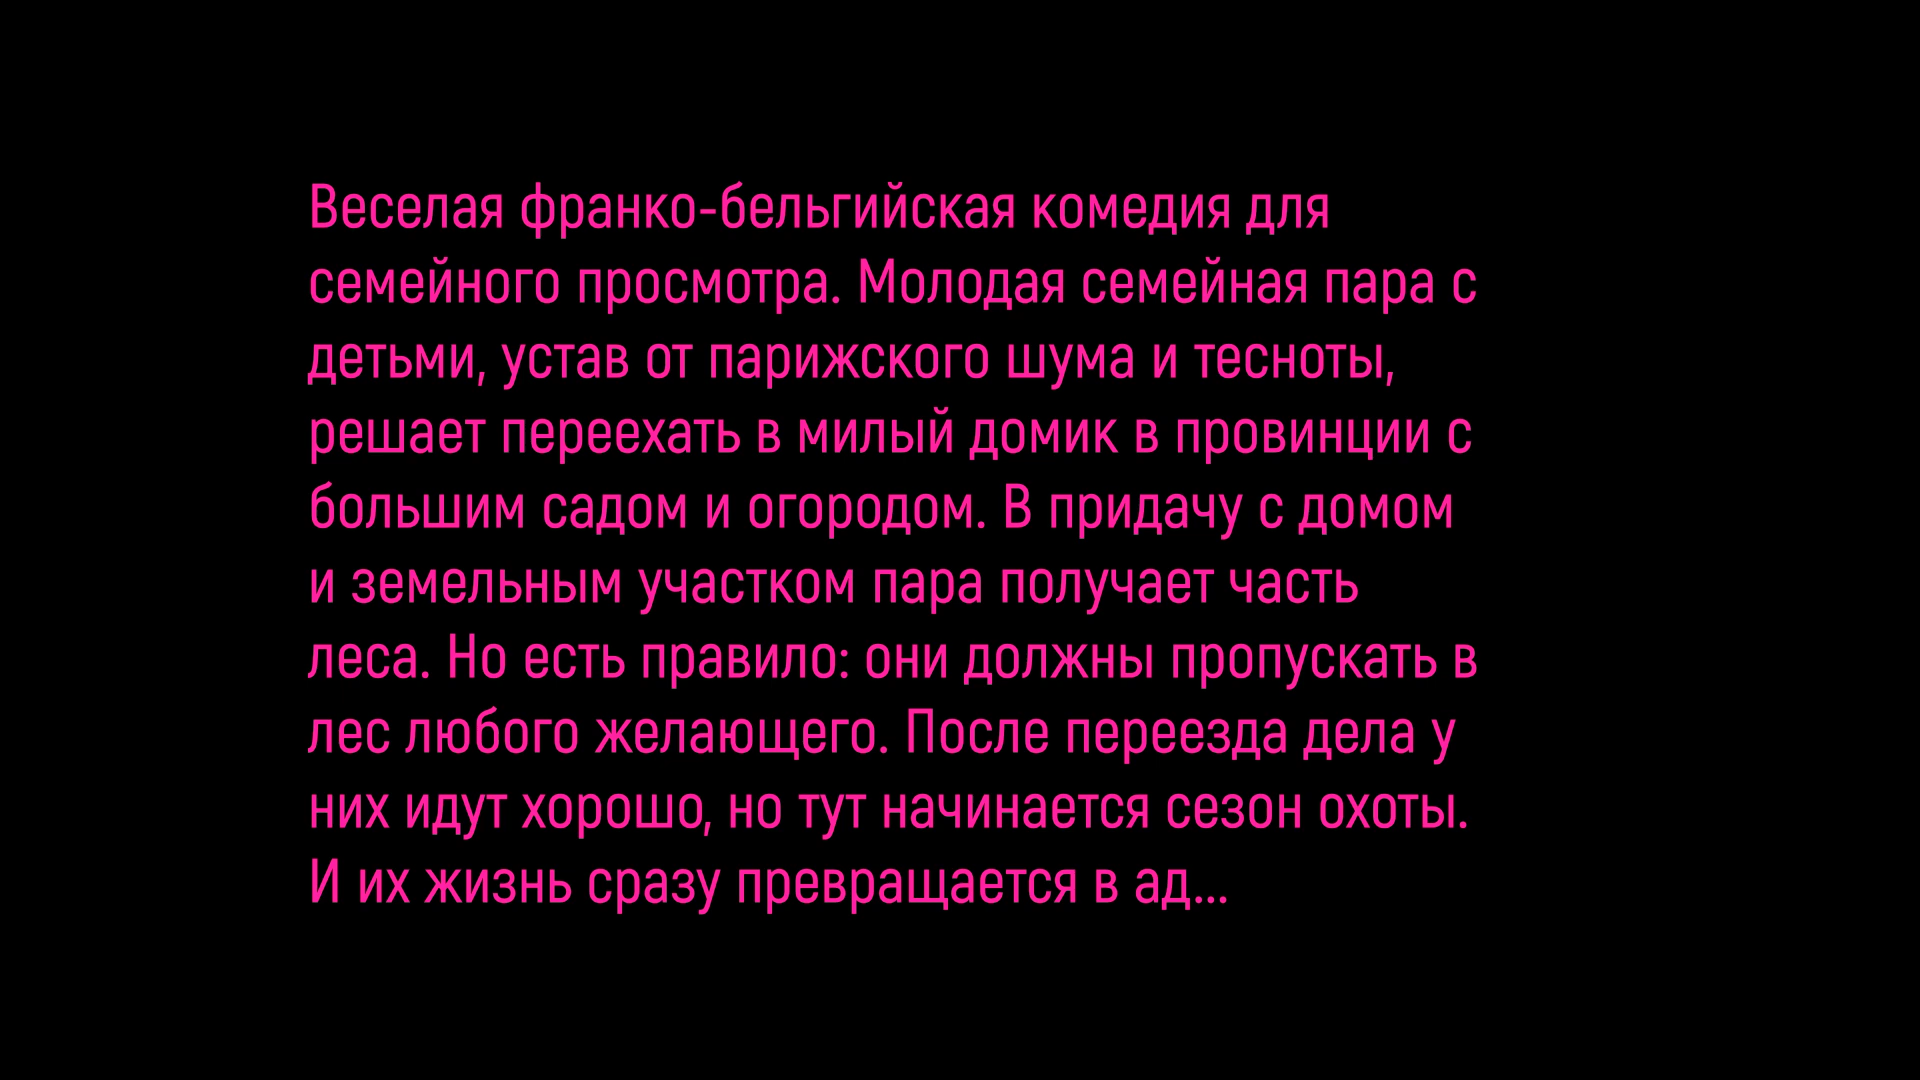 Веселая франко-бельгийская комедия для
семейного просмотра. Молодая семейная пара с
детьми, устав от парижского шума и тесноты,
решает переехать в милый домик в провинции с
большим садом и огородом. В придачу с домом
и земельным участком пара получает часть
леса. Но есть правило: они должны пропускать в
лес любого желающего. После переезда дела у
них идут хорошо, но тут начинается сезон охоты.
И их жизнь сразу превращается в ад...